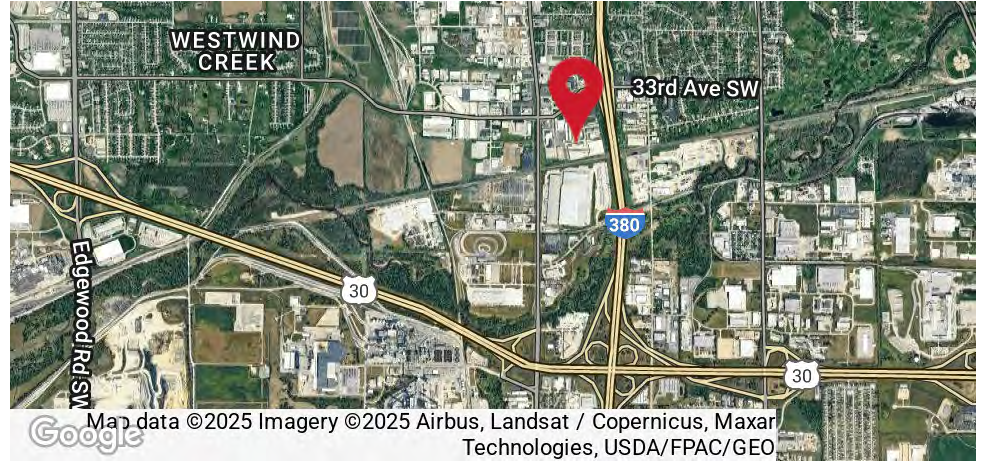 WESTWIND
CREEK
33rd Ave SW
380
Edgewood Rd SW
30
30
Map data ©2025 Imagery ©2025 Airbus, Landsat / Copernicus, Maxar
Google
Technologies, USDA/FPAC/GEO